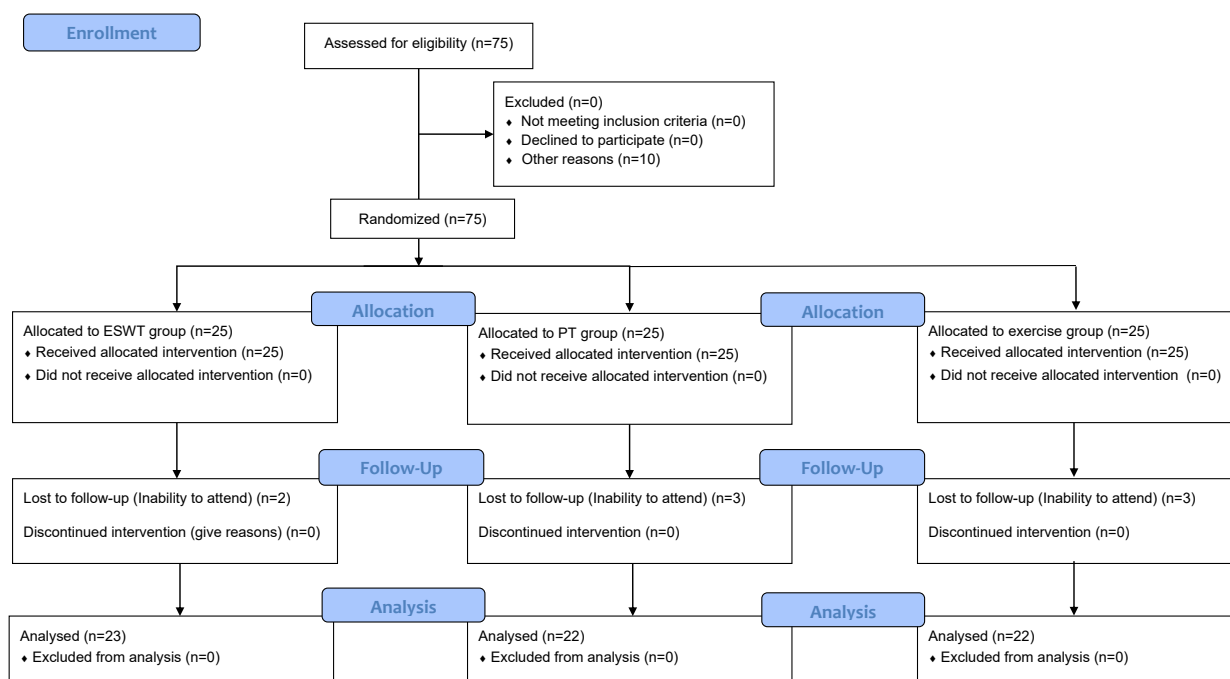 Enrollment
Assessed for eligibility (n=75)
Excluded (n=0)
♦ Not meeting inclusion criteria (n=0)
♦ Declined to participate (n=0)
♦ Other reasons (n=10)
Randomized (n=75)
Allocation
Allocation
Allocated to ESWT group (n=25)
♦ Received allocated intervention (n=25)
♦ Did not receive allocated intervention (n=0)
Allocated to PT group (n=25)
♦ Received allocated intervention (n=25)
♦ Did not receive allocated intervention (n=0)
Allocated to exercise group (n=25)
♦ Received allocated intervention (n=25)
♦ Did not receive allocated intervention (n=0)
Follow-Up
Follow-Up
Lost to follow-up (Inability to attend) (n=2)
Discontinued intervention (give reasons) (n=0)
Lost to follow-up (Inability to attend) (n=3)
Discontinued intervention (n=0)
Lost to follow-up (Inability to attend) (n=3)
Discontinued intervention (n=0)
Analysis
Analysis
Analysed (n=23)
♦ Excluded from analysis (n=0)
Analysed (n=22)
♦ Excluded from analysis (n=0)
Analysed (n=22)
♦ Excluded from analysis (n=0)